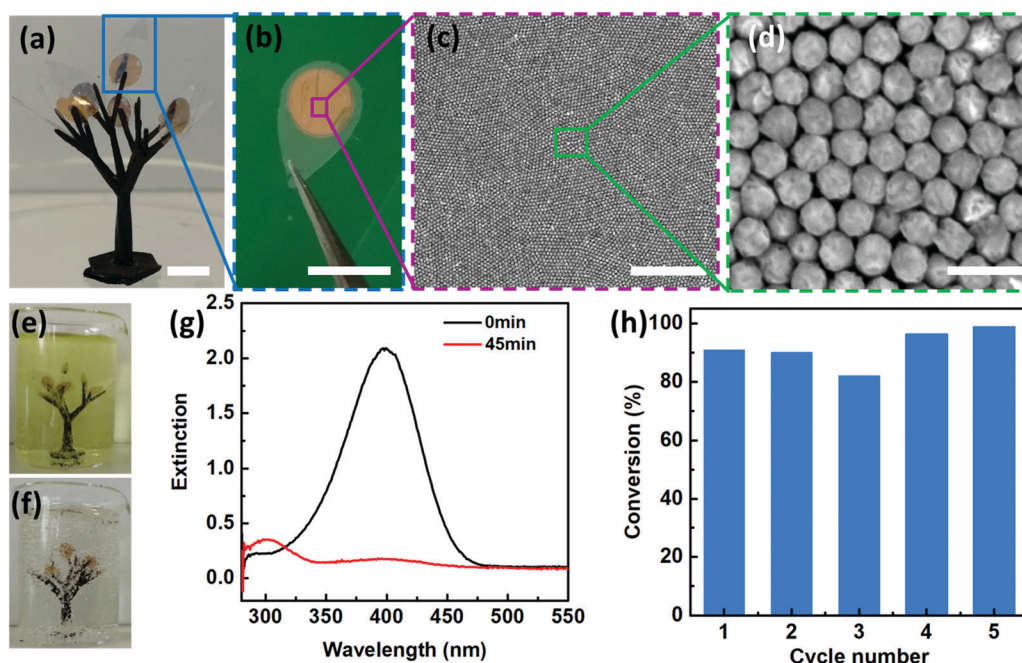 (a)
(b)
(c)
(d)
(e)
(f)
(g)
0min
45min
Extinction
2.5
2.0
1.5
1.0
0.5
0.0
300
350
400
450
500
550
Wavelength (nm)
(h)
Conversion (%)
100
80
60
40
20
0
1
2
3
4
5
Cycle number